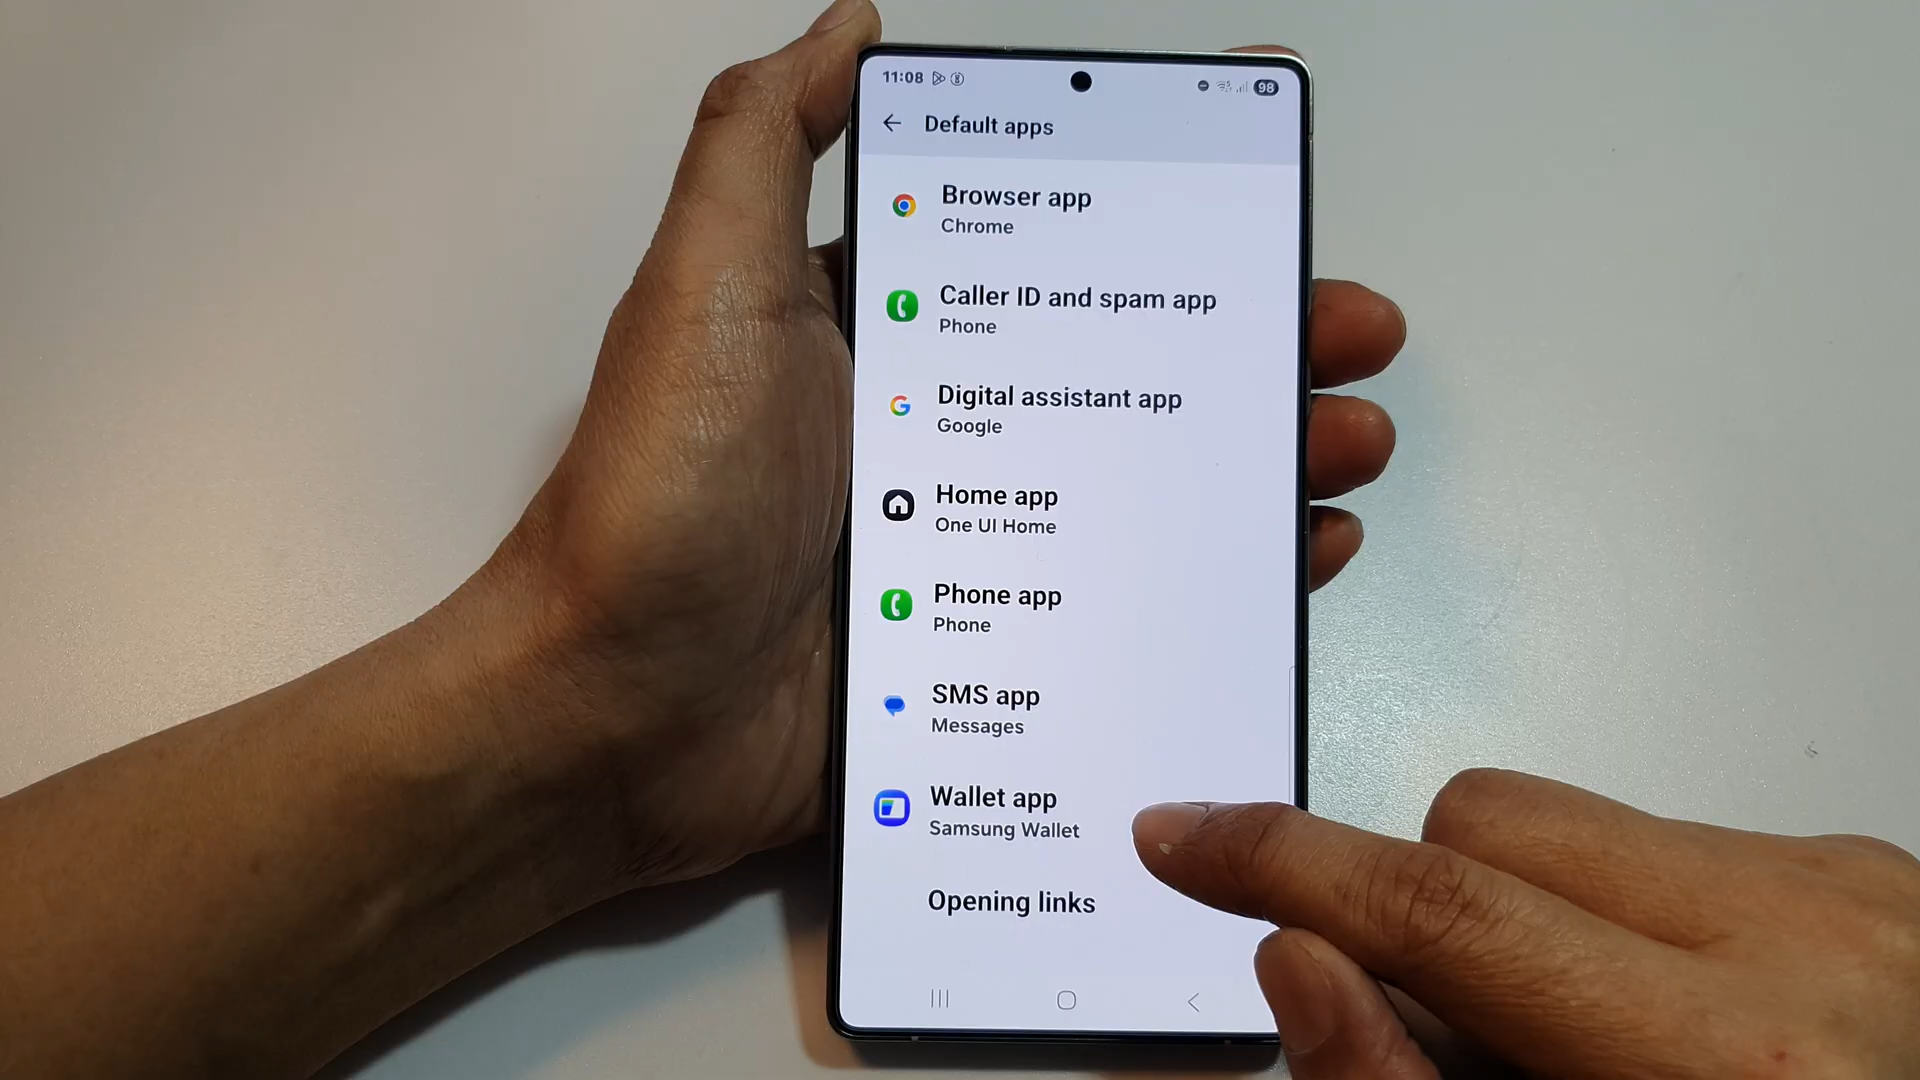 11:08
98
Default apps
Browser app
Chrome
Caller ID and spam app
Phone
Digital assistant app
Google
Home app
One UI Home
Phone app
Phone
SMS app
Messages
Wallet app
Samsung Wallet
Opening links